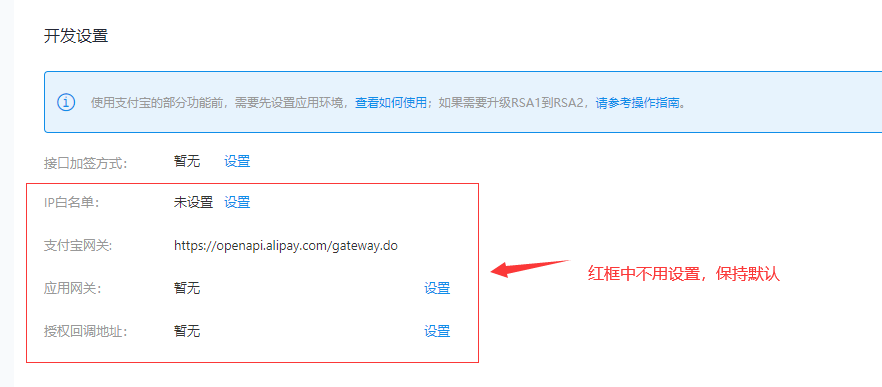 开发设置
使用支付宝的部分功能前，需要先设置应用环境，查看如何使用；如果需要升级RSA1到RSA2，请参考操作指南。
接口加签方式： 暂无 设置
IP白名单： 未设置 设置
支付宝网关: https://openapi.alipay.com/gateway.do
应用网关： 暂无 设置
红框中不用设置，保持默认
授权回调地址： 暂无 设置